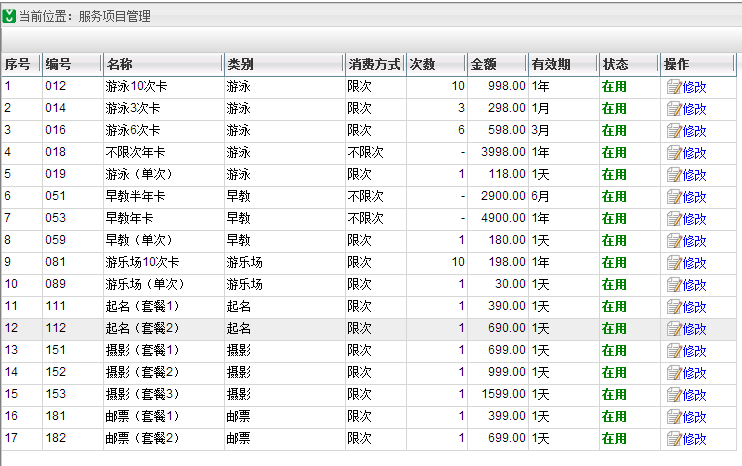 当前位置：服务项目管理
序号 编号 名称 类别 消费方式 次数 金额 有效期 状态 操作
1 012 游泳10次卡 游泳 限次 10 998.00 1年 在用 修改
2 014 游泳3次卡 游泳 限次 3 298.00 1月 在用 修改
3 016 游泳6次卡 游泳 限次 6 598.00 3月 在用 修改
4 018 不限次年卡 游泳 不限次 - 3998.00 1年 在用 修改
5 019 游泳（单次） 游泳 限次 1 118.00 1天 在用 修改
6 051 早教半年卡 早教 不限次 - 2900.00 6月 在用 修改
7 053 早教年卡 早教 不限次 - 4900.00 1年 在用 修改
8 059 早教（单次） 早教 限次 1 180.00 1天 在用 修改
9 081 游乐场10次卡 游乐场 限次 10 198.00 1年 在用 修改
10 089 游乐场（单次） 游乐场 限次 1 30.00 1天 在用 修改
11 111 起名（套餐1） 起名 限次 1 390.00 1天 在用 修改
12 112 起名（套餐2） 起名 限次 1 690.00 1天 在用 修改
13 151 摄影（套餐1） 摄影 限次 1 699.00 1天 在用 修改
14 152 摄影（套餐2） 摄影 限次 1 999.00 1天 在用 修改
15 153 摄影（套餐3） 摄影 限次 1 1599.00 1天 在用 修改
16 181 邮票（套餐1） 邮票 限次 1 399.00 1天 在用 修改
17 182 邮票（套餐2） 邮票 限次 1 699.00 1天 在用 修改